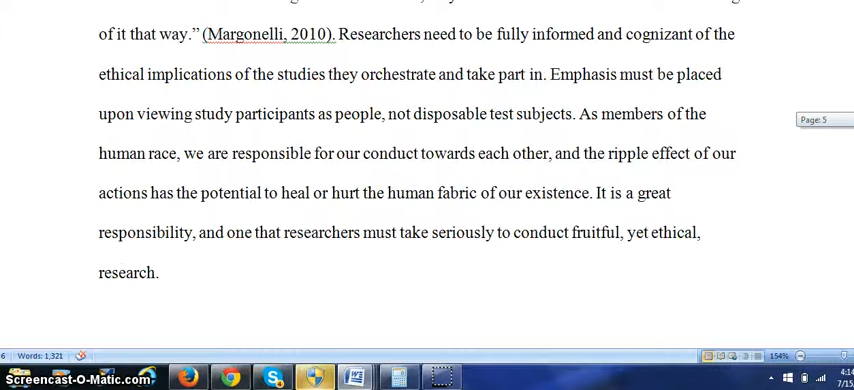 of it that way.” (Margonelli, 2010). Researchers need to be fully informed and cognizant of the
ethical implications of the studies they orchestrate and take part in. Emphasis must be placed
upon viewing study participants as people, not disposable test subjects. As members of the
Page: 5
human race, we are responsible for our conduct towards each other, and the ripple effect of our
actions has the potential to heal or hurt the human fabric of our existence. It is a great
responsibility, and one that researchers must take seriously to conduct fruitful, yet ethical,
research.
6 Words: 1,321 154%
Screencast-O-Matic.com
4:14
7/15